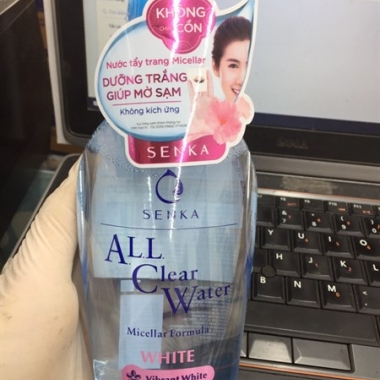 KHÔNG
CỒN
Nước tẩy trang Micellar
DƯỠNG TRẮNG
GIÚP MỜ SẠM
Không kích ứng
SENKA
SENKA
ALL
Clear
Water
Micellar Formula
WHITE
Vibrant White
DELL